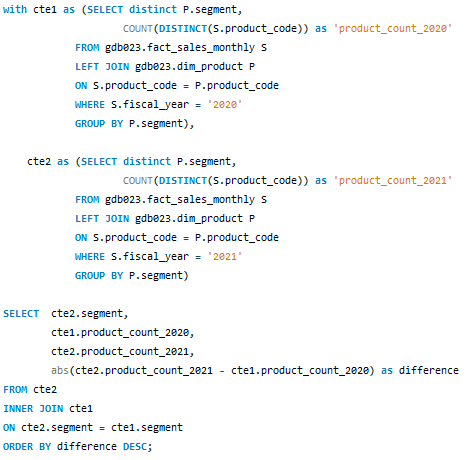 with cte1 as (SELECT distinct P.segment,
COUNT(DISTINCT(S.product_code)) as 'product_count_2020'
FROM gdb023.fact_sales_monthly S
LEFT JOIN gdb023.dim_product P
ON S.product_code = P.product_code
WHERE S.fiscal_year = '2020'
GROUP BY P.segment),
cte2 as (SELECT distinct P.segment,
COUNT(DISTINCT(S.product_code)) as 'product_count_2021'
FROM gdb023.fact_sales_monthly S
LEFT JOIN gdb023.dim_product P
ON S.product_code = P.product_code
WHERE S.fiscal_year = '2021'
GROUP BY P.segment)
SELECT cte2.segment,
cte1.product_count_2020,
cte2.product_count_2021,
abs(cte2.product_count_2021 - cte1.product_count_2020) as difference
FROM cte2
INNER JOIN cte1
ON cte2.segment = cte1.segment
ORDER BY difference DESC;